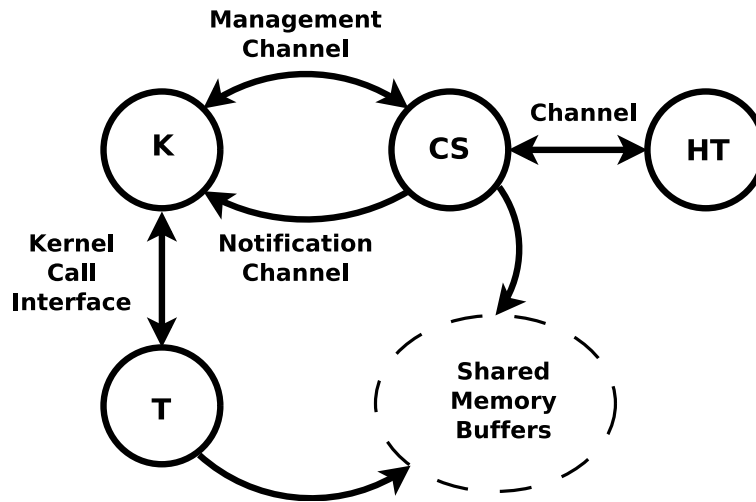 Management
Channel
K
CS
Channel
HT
Notification
Channel
Kernel
Call
Interface
T
Shared
Memory
Buffers